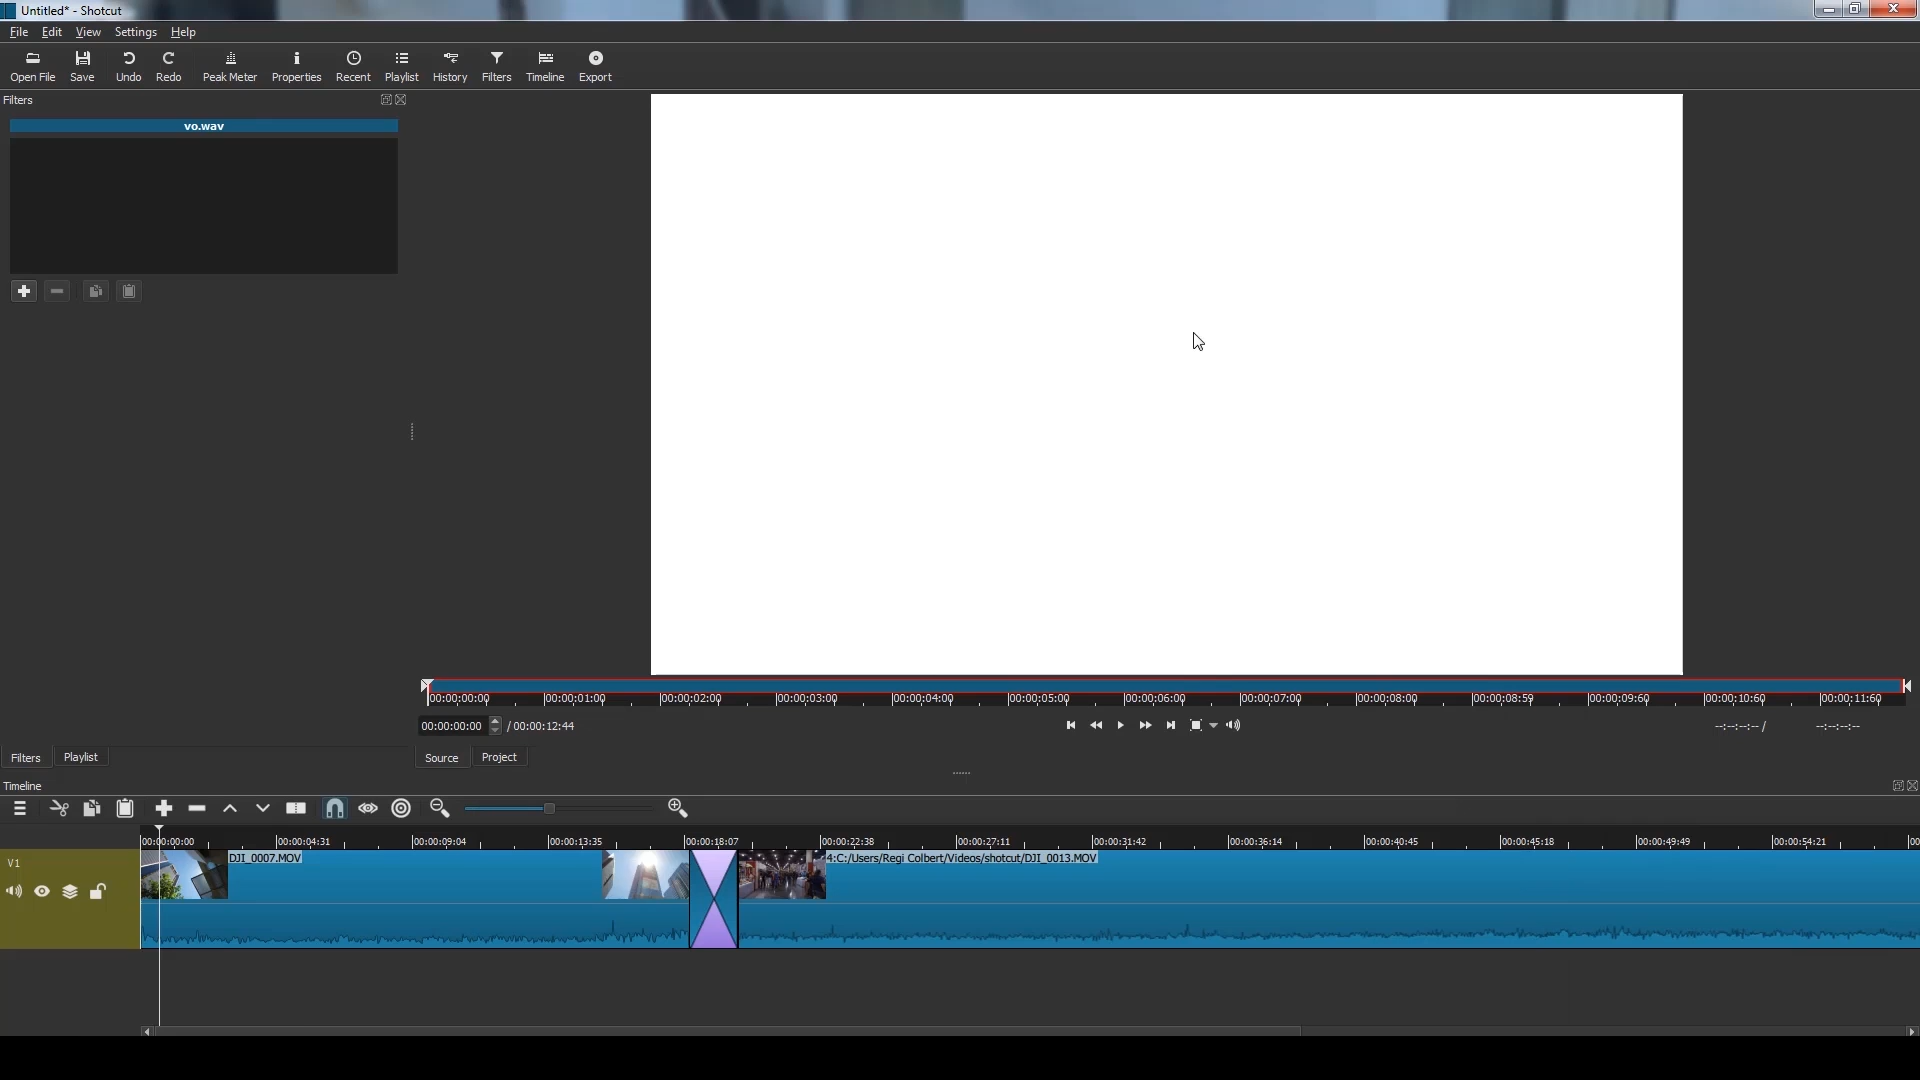 Untitled* - Shotcut
File Edit View Settings Help
Open File Save Undo Redo Peak Meter Properties Recent Playlist History Filters Timeline Export
Filters
vo.wav
00:00:00:00 00:00:01:00 00:00:02:00 00:00:03:00 00:00:04:00 00:00:05:00 00:00:06:00 00:00:07:00 00:00:08:00 00:00:08:59 00:00:09:60 00:00:10:60 00:00:11:60
00:00:00:00 / 00:00:12:44 --:--:--:-- / --:--:--:--
Filters Playlist Source Project
Timeline
00:00:00:00 00:00:04:31 00:00:09:04 00:00:13:35 00:00:18:07 00:00:22:38 00:00:27:11 00:00:31:42 00:00:36:14 00:00:40:45 00:00:45:18 00:00:49:49 00:00:54:21 00
V1 DJI_0007.MOV 4:C:/Users/Regi Colbert/Videos/shotcut/DJI_0013.MOV